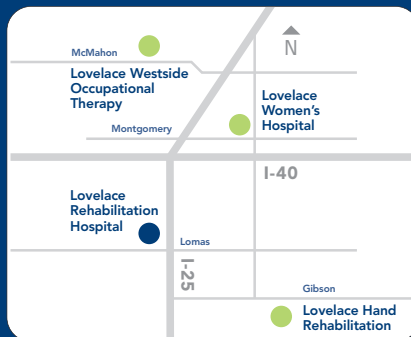 McMahon
N
Lovelace Westside
Occupational
Therapy
Lovelace
Women's
Hospital
Montgomery
I-40
Lovelace
Rehabilitation
Hospital
Lomas
I-25
Gibson
Lovelace Hand
Rehabilitation